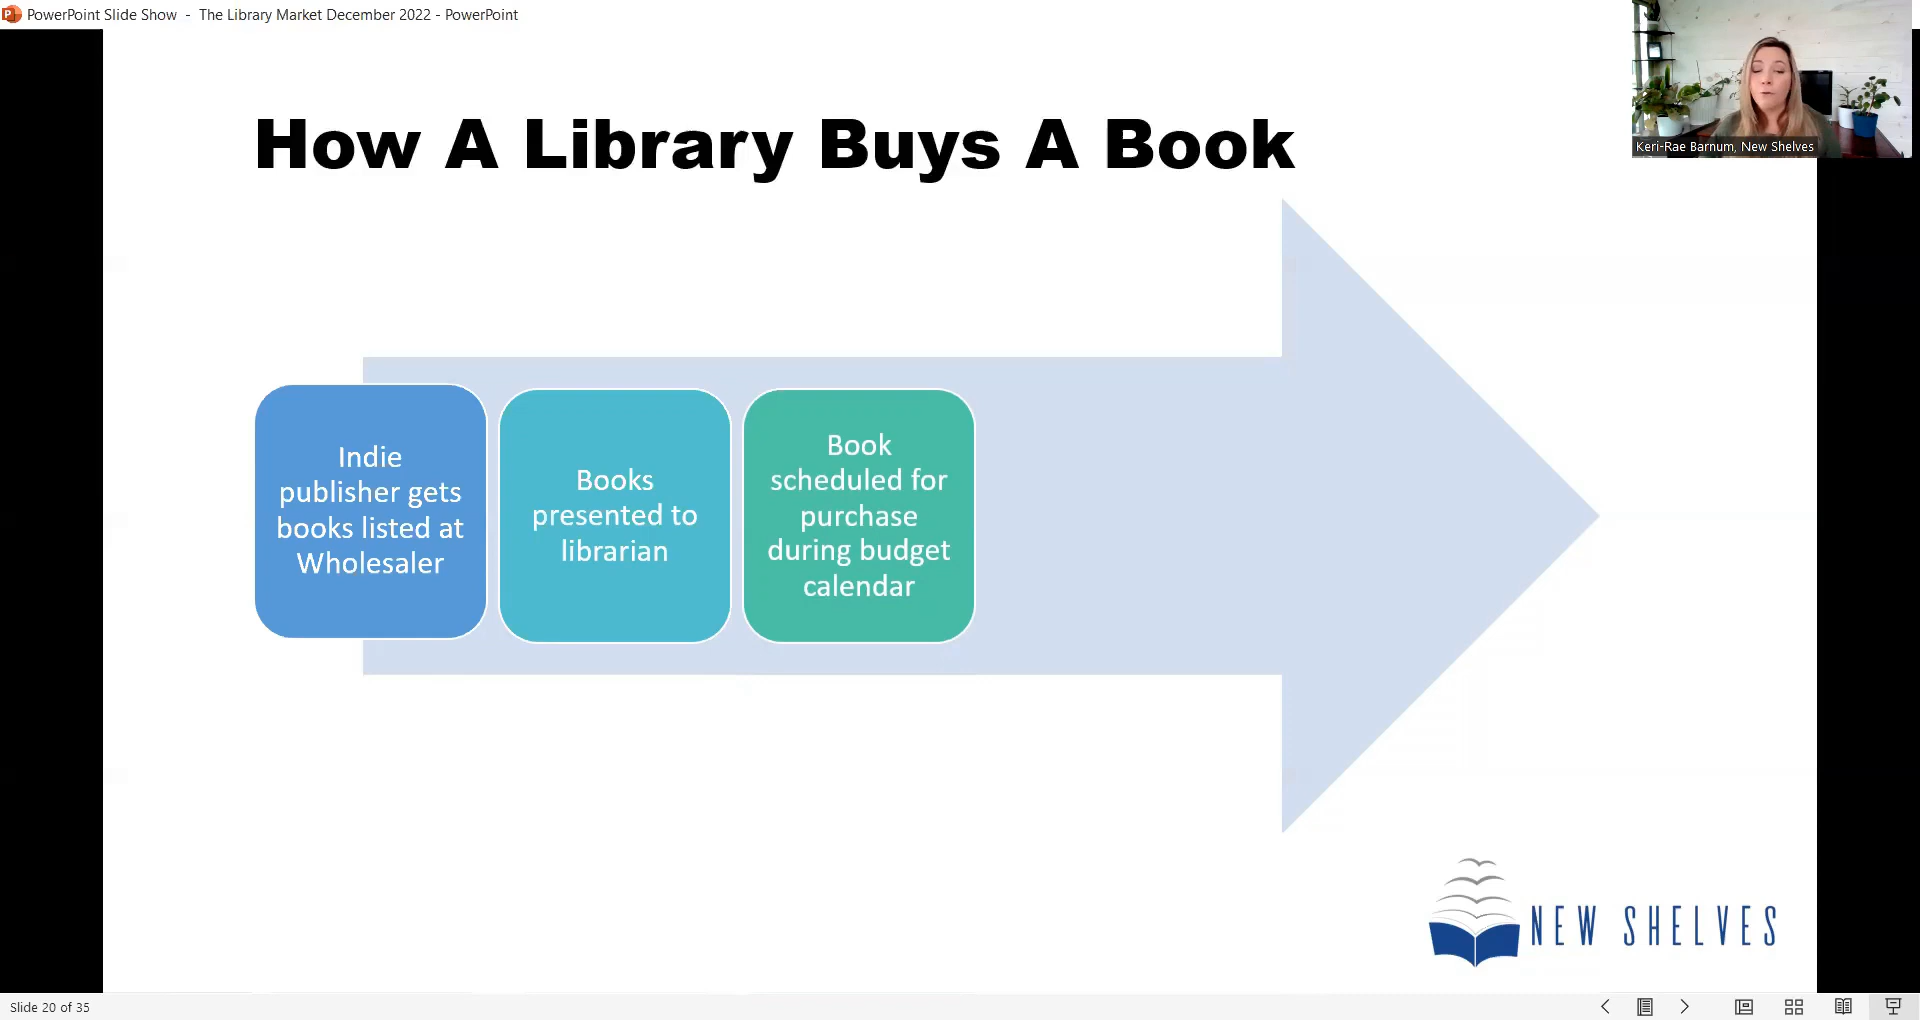 PowerPoint Slide Show - The Library Market December 2022 - PowerPoint
Keri-Rae Barnum, New Shelves
How A Library Buys A Book
Indie
publisher gets
books listed at
Wholesaler
Books
presented to
librarian
Book
scheduled for
purchase
during budget
calendar
NEW SHELVES
Slide 20 of 35